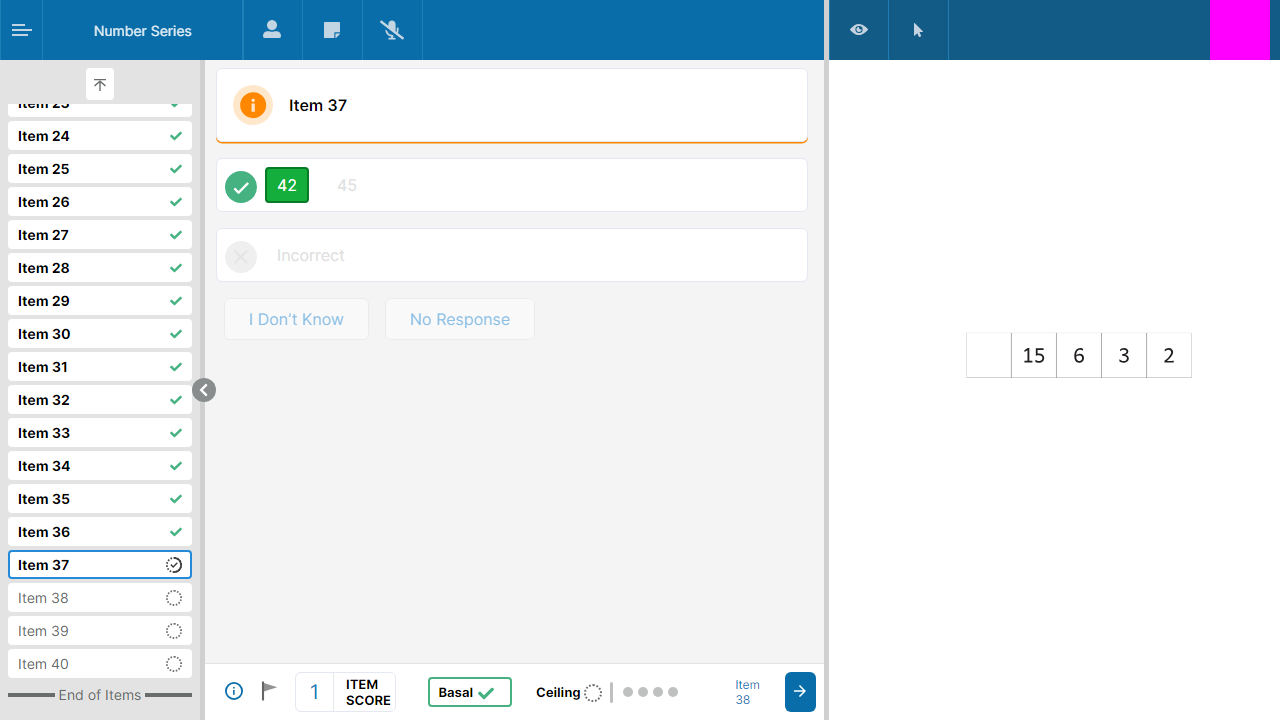 Number Series
Item 23
Item 24
Item 25
Item 26
Item 27
Item 28
Item 29
Item 30
Item 31
Item 32
Item 33
Item 34
Item 35
Item 36
Item 37
Item 38
Item 39
Item 40
End of Items
Item 37
42 45
Incorrect
I Don't Know No Response
1 ITEM SCORE
Basal
Ceiling
Item 38
15 6 3 2